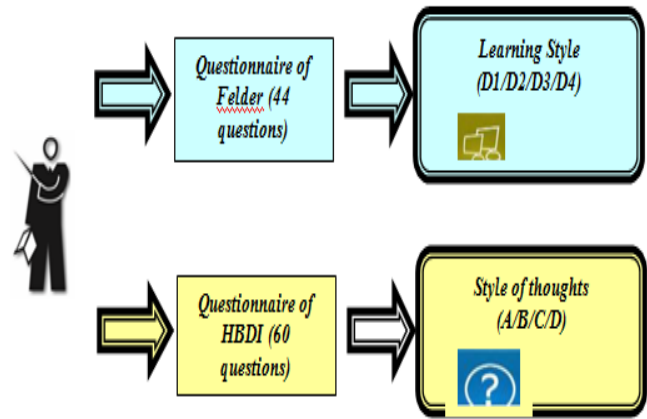 Questionnaire of
Felder (44
questions)
Learning Style
(D1/D2/D3/D4)
Questionnaire of
HBDI (60
questions)
Style of thoughts
(A/B/C/D)
?